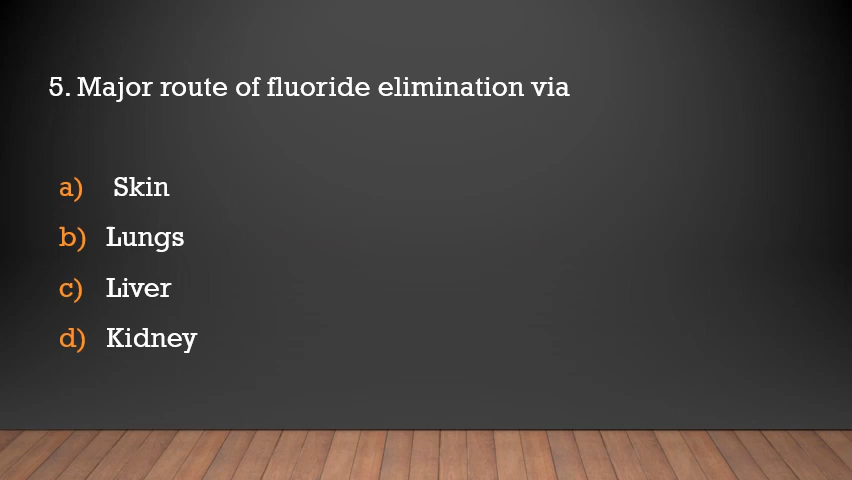 5. Major route of fluoride elimination via
a) Skin
b) Lungs
c) Liver
d) Kidney